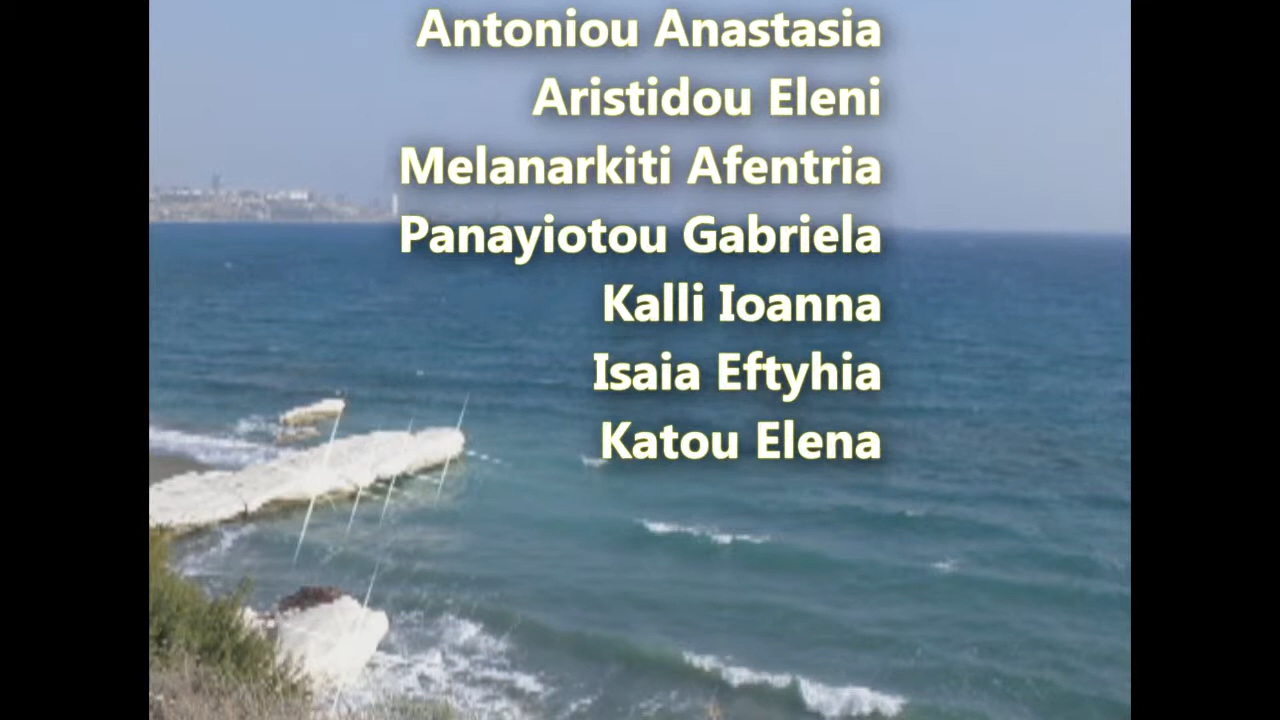 Antoniou Anastasia
Aristidou Eleni
Melanarkiti Afentria
Panayiotou Gabriela
Kalli Ioanna
Isaia Eftyhia
Katou Elena